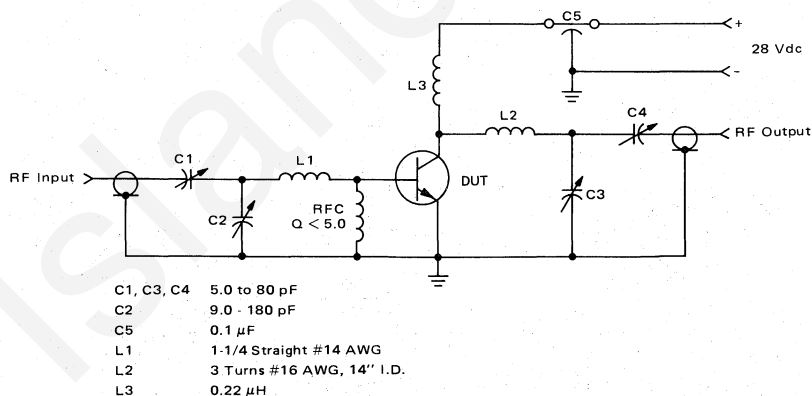 C5
+
28 Vdc
-
L3
L2
C4
RF Output
C1
L1
RF Input
DUT
C2
RFC
Q < 5.0
C3
C1, C3, C4 5.0 to 80 pF
C2 9.0 - 180 pF
C5 0.1 μF
L1 1-1/4 Straight #14 AWG
L2 3 Turns #16 AWG, 14" I.D.
L3 0.22 μH